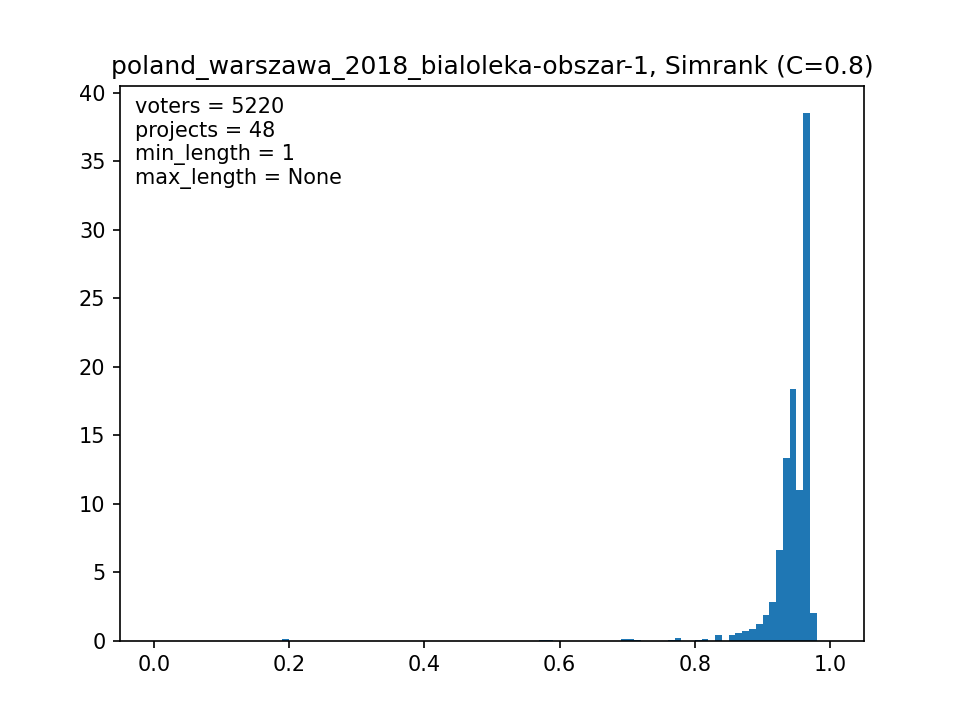 poland_warszawa_2018_bialoleka-obszar-1, Simrank (C=0.8)
voters = 5220
projects = 48
min_length = 1
max_length = None
40
35
30
25
20
15
10
5
0
0.0 0.2 0.4 0.6 0.8 1.0